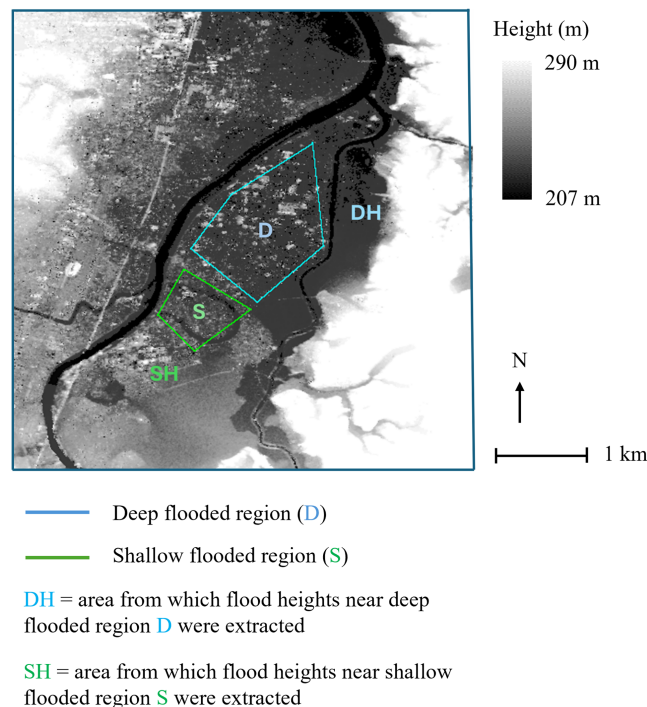 Height (m)
290 m
207 m
DH
D
S
SH
N
1 km
Deep flooded region (D)
Shallow flooded region (S)
DH = area from which flood heights near deep
flooded region D were extracted
SH = area from which flood heights near shallow
flooded region S were extracted